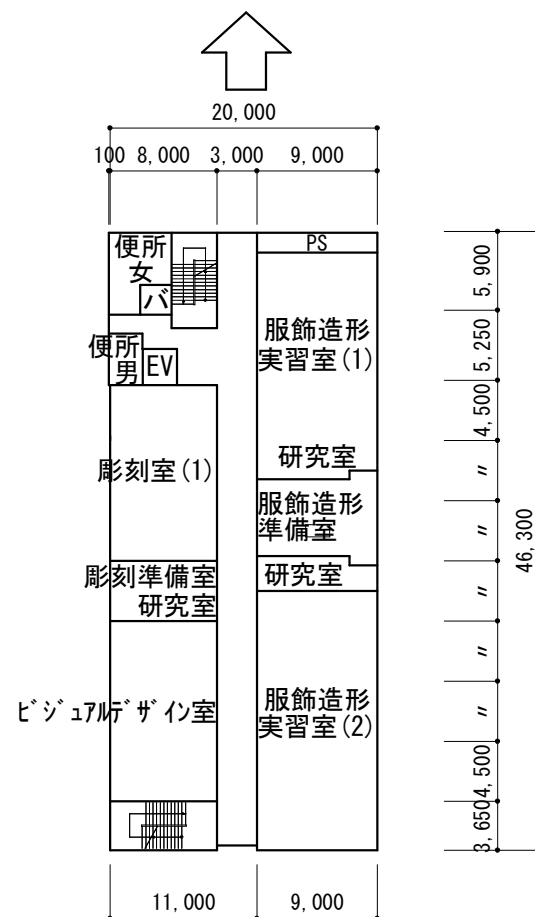 20,000
100 8,000 3,000 9,000
便所
女
バ
PS
服飾造形
実習室(1)
便所
男
EV
彫刻室(1)
研究室
服飾造形
準備室
彫刻準備室
研究室
研究室
ビジュアルデザイン室
服飾造形
実習室(2)
5,900
5,250
4,500
〃
〃
〃
〃
〃
4,500
3,650
46,300
11,000 9,000